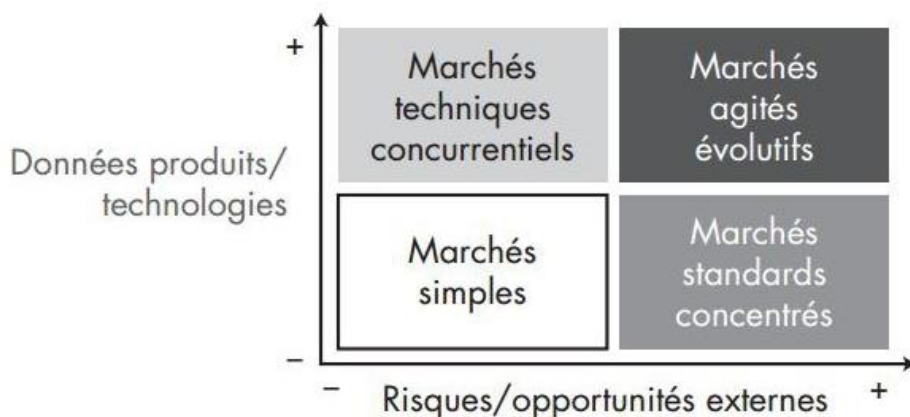 +
Marchés
techniques
concurrentiels
Marchés
agités
évolutifs
Données produits/
technologies
Marchés
simples
Marchés
standards
concentrés
–
–
Risques/opportunités externes
+